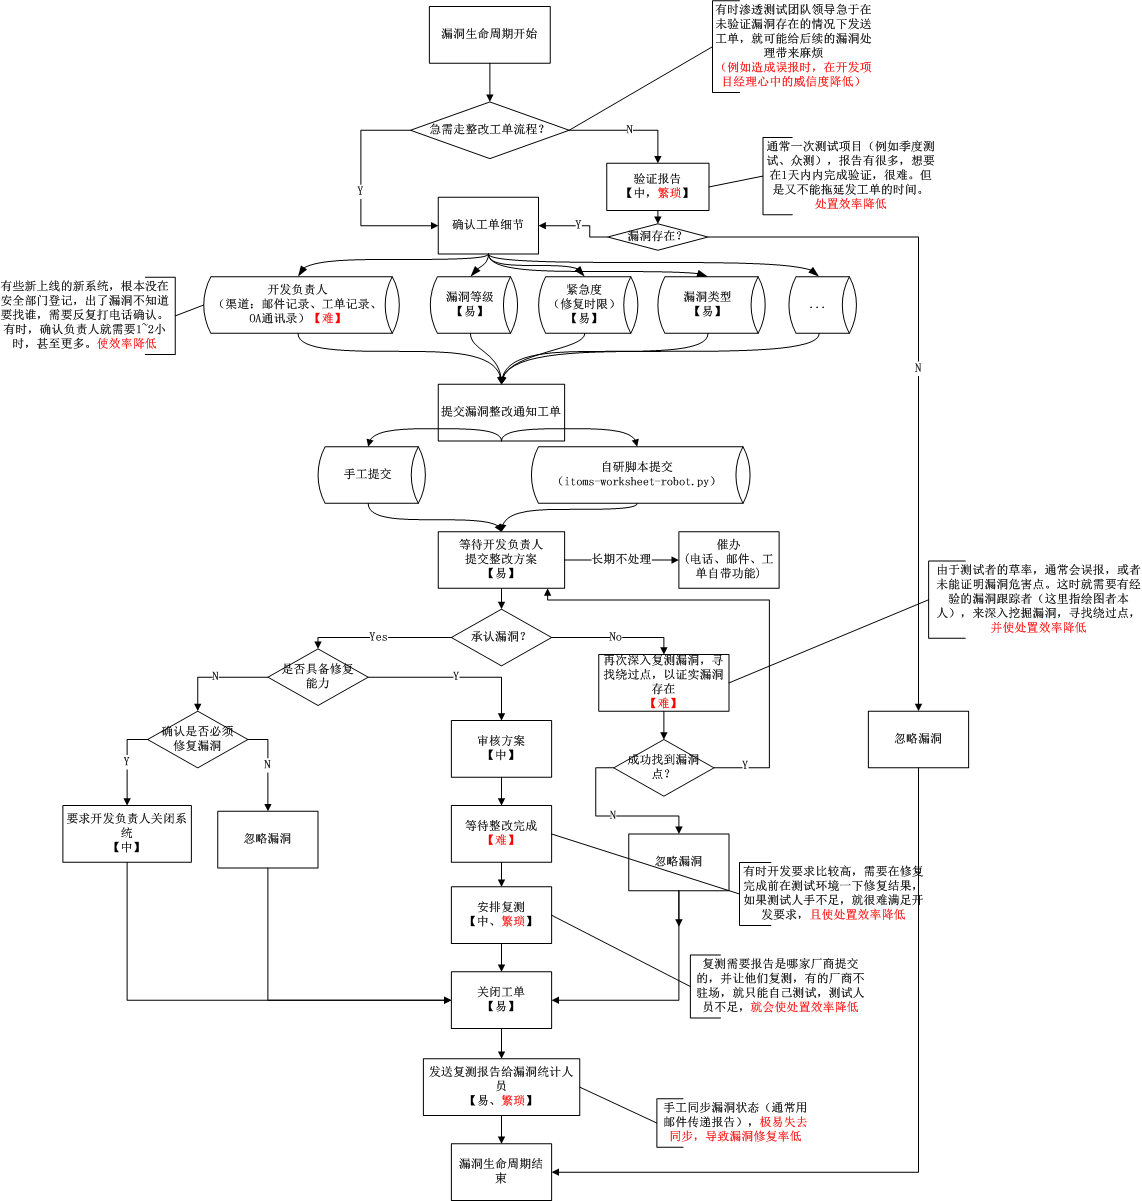 漏洞生命周期开始
有时渗透测试团队领导急于在
未验证漏洞存在的情况下发送
工单，就可能给后续的漏洞处
理带来麻烦
（例如造成误报时，在开发项
目经理心中的威信度降低）
急需走整改工单流程？
N
Y
验证报告
【中，繁琐】
通常一次测试项目（例如季度测
试、众测），报告有很多，想要
在1天内内完成验证，很难。但
是又不能拖延发工单的时间。
处置效率降低
确认工单细节
Y
漏洞存在？
有些新上线的新系统，根本没在
安全部门登记，出了漏洞不知道
要找谁，需要反复打电话确认。
有时，确认负责人就需要1~2小
时，甚至更多。使效率降低
开发负责人
（渠道：邮件记录、工单记录、
OA通讯录）【难】
漏洞等级
【易】
紧急度
（修复时限）
【易】
漏洞类型
【易】
...
N
提交漏洞整改通知工单
手工提交
自研脚本提交
（itoms-worksheet-robot.py）
等待开发负责人
提交整改方案
【易】
长期不处理
催办
(电话、邮件、工
单自带功能)
由于测试者的草率，通常会误报，或者
未能证明漏洞危害点。这时就需要有经
验的漏洞跟踪者（这里指绘图者本
人），来深入挖掘漏洞，寻找绕过点，
并使处置效率降低
Yes
承认漏洞？
No
是否具备修复
能力
N
Y
再次深入复测漏洞，寻
找绕过点，以证实漏洞
存在
【难】
确认是否必须
修复漏洞
Y
N
审核方案
【中】
成功找到漏洞
点？
Y
N
忽略漏洞
要求开发负责人关闭系
统
【中】
忽略漏洞
等待整改完成
【难】
忽略漏洞
有时开发要求比较高，需要在修复
完成前在测试环境一下修复结果，
如果测试人手不足，就很难满足开
发要求，且使处置效率降低
安排复测
【中、繁琐】
复测需要报告是哪家厂商提交
的，并让他们复测，有的厂商不
驻场，就只能自己测试，测试人
员不足，就会使处置效率降低
关闭工单
【易】
发送复测报告给漏洞统计人
员
【易、繁琐】
手工同步漏洞状态（通常用
邮件传递报告），极易失去
同步，导致漏洞修复率低
漏洞生命周期结
束